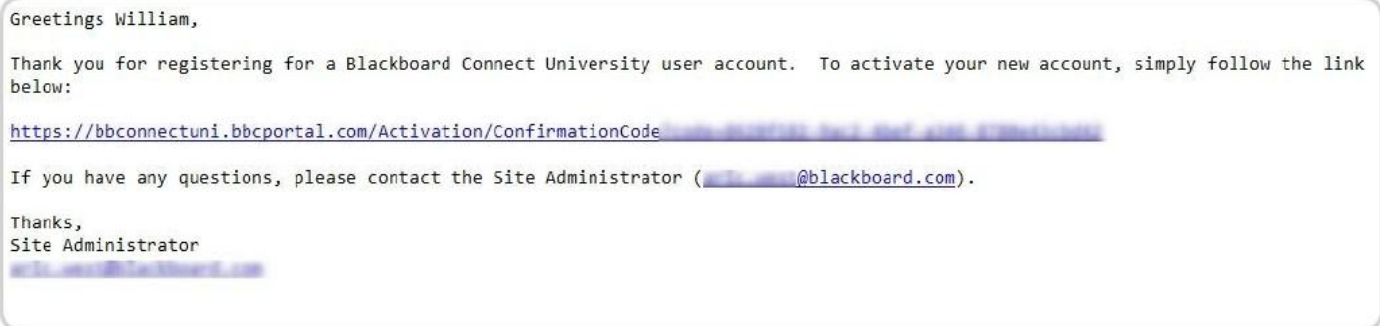 Greetings William,
Thank you for registering for a Blackboard Connect University user account.  To activate your new account, simply follow the link
below:
https://bbconnectuni.bbcportal.com/Activation/ConfirmationCode
If you have any questions, please contact the Site Administrator (@blackboard.com).
Thanks,
Site Administrator